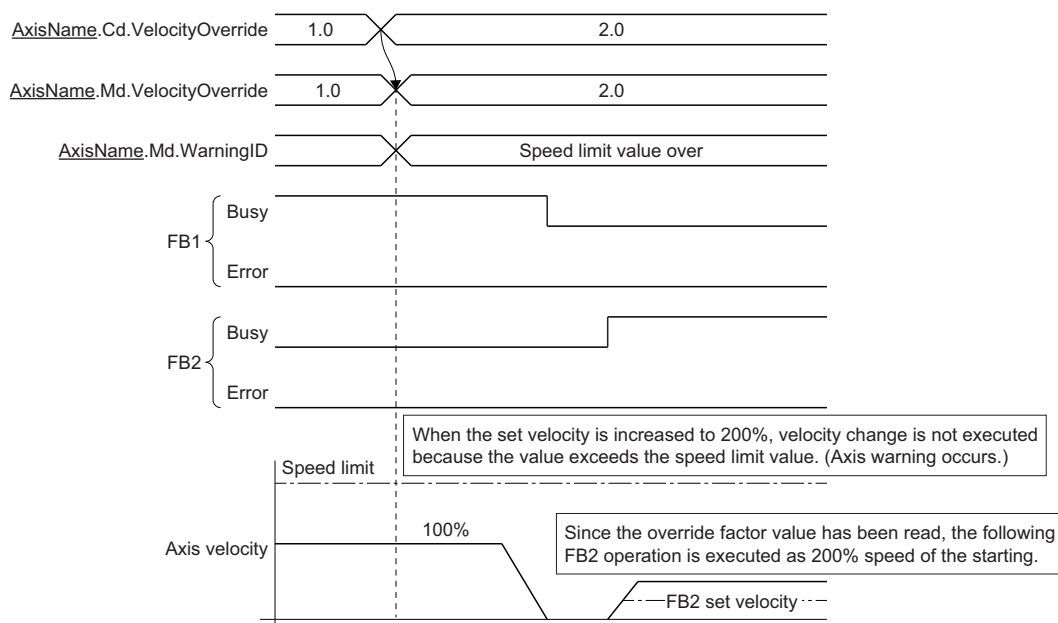 AxisName.Cd.VelocityOverride 1.0 2.0
AxisName.Md.VelocityOverride 1.0 2.0
AxisName.Md.WarningID Speed limit value over
FB1
Busy
Error
FB2
Busy
Error
When the set velocity is increased to 200%, velocity change is not executed
because the value exceeds the speed limit value. (Axis warning occurs.)
Speed limit
Axis velocity
100%
Since the override factor value has been read, the following
FB2 operation is executed as 200% speed of the starting.
FB2 set velocity